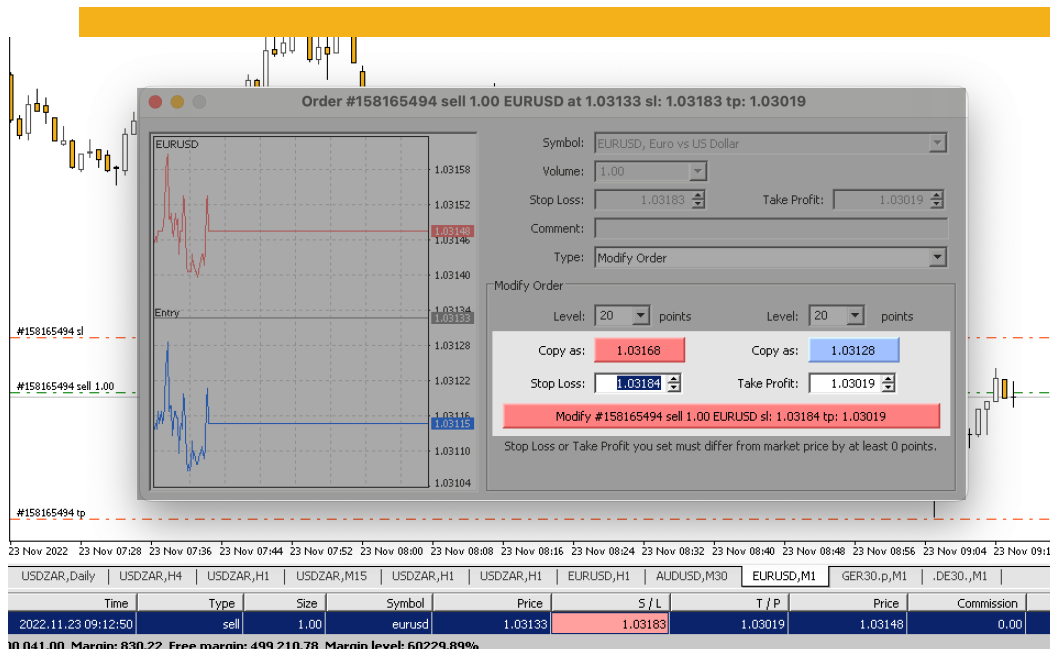 Order #158165494 sell 1.00 EURUSD at 1.03133 sl: 1.03183 tp: 1.03019
EURUSD
1.03158
1.03152
1.03148
1.03146
1.03140
Entry
1.03134
1.03133
1.03128
1.03122
1.03116
1.03115
1.03110
1.03104
Symbol: EURUSD, Euro vs US Dollar
Volume: 1.00
Stop Loss: 1.03183 Take Profit: 1.03019
Comment:
Type: Modify Order
Modify Order
Level: 20 points Level: 20 points
Copy as: 1.03168 Copy as: 1.03128
Stop Loss: 1.03184 Take Profit: 1.03019
Modify #158165494 sell 1.00 EURUSD sl: 1.03184 tp: 1.03019
Stop Loss or Take Profit you set must differ from market price by at least 0 points.
#158165494 sl
#158165494 sell 1.00
#158165494 tp
23 Nov 2022 23 Nov 07:28 23 Nov 07:36 23 Nov 07:44 23 Nov 07:52 23 Nov 08:00 23 Nov 08:08 23 Nov 08:16 23 Nov 08:24 23 Nov 08:32 23 Nov 08:40 23 Nov 08:48 23 Nov 08:56 23 Nov 09:04 23 Nov 09:1
USDZAR,Daily | USDZAR,H4 | USDZAR,H1 | USDZAR,M15 | USDZAR,H1 | USDZAR,H1 | EURUSD,H1 | AUDUSD,M30 EURUSD,M1 GER30.p,M1 | .DE30.,M1 |
Time Type Size Symbol Price S / L T / P Price Commission
2022.11.23 09:12:50 sell 1.00 eurusd 1.03133 1.03183 1.03019 1.03148 0.00
00 041.00 Margin: 830.22 Free margin: 499 210.78 Margin level: 60229.89%